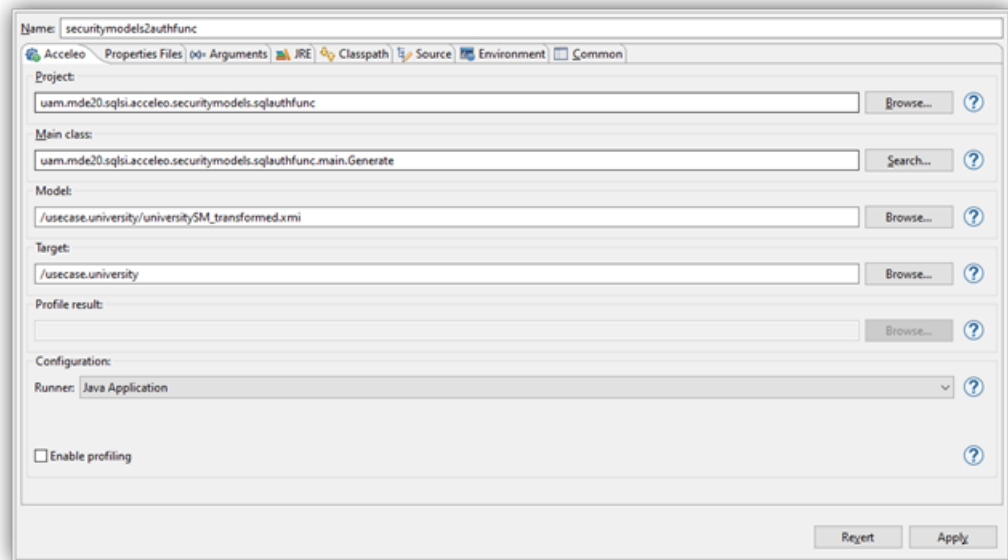 Name: securitymodels2authfunc
Acceleo Properties Files (x)= Arguments JRE Classpath Source Environment Common
Project:
uam.mde20.sqlsi.acceleo.securitymodels.sqlauthfunc Browse... ?
Main class:
uam.mde20.sqlsi.acceleo.securitymodels.sqlauthfunc.main.Generate Search... ?
Model:
/usecase.university/universitySM_transformed.xmi Browse... ?
Target:
/usecase.university Browse... ?
Profile result:
Browse... ?
Configuration:
Runner: Java Application ?
Enable profiling ?
Revert Apply